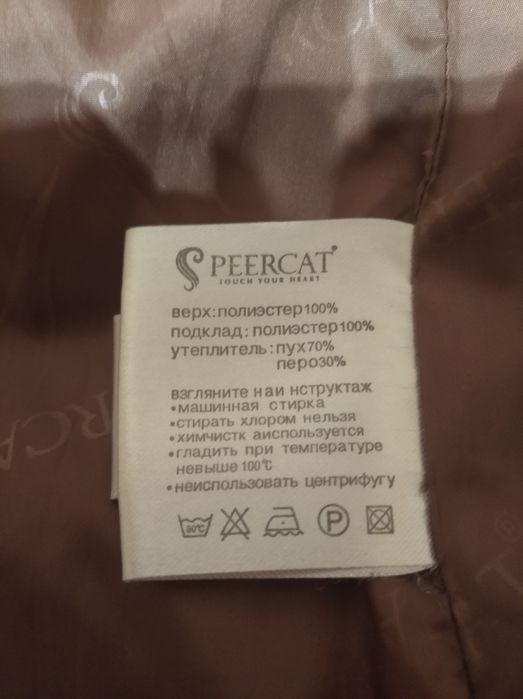 SPEERCAT
TOUCH YOUR HEART
верх:полиэстер100%
подклад: полиэстер100%
утеплитель:пух70%
перо30%
взгляните наи нструктаж
•машинная стирка
•стирать хлором нельзя
•химчистк аиспользуется
•гладить при температуре
невыше 100℃
•неиспользовать центрифугу
30℃ P